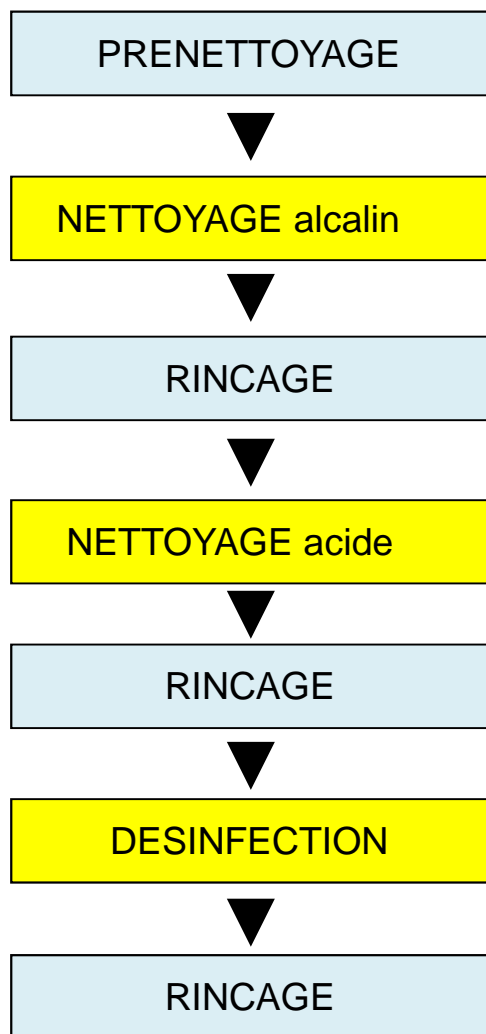 PRENETTOYAGE
NETTOYAGE alcalin
RINCAGE
NETTOYAGE acide
RINCAGE
DESINFECTION
RINCAGE